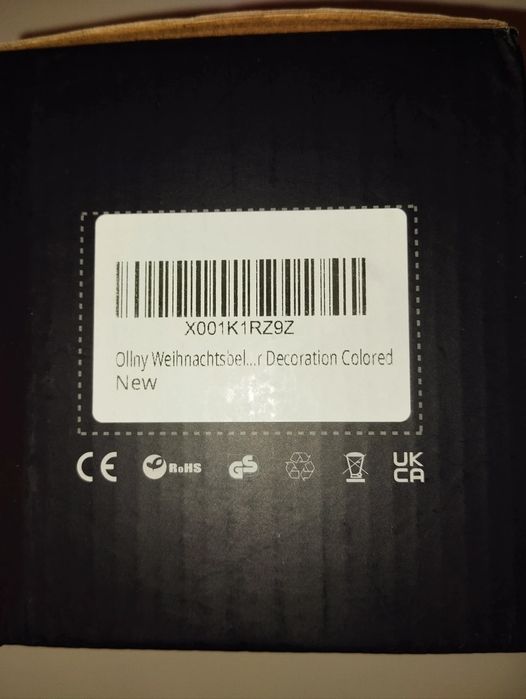 X001K1RZ9Z
Ollny Weihnachtsbel...r Decoration Colored
New
CE RoHS GS UK
CA